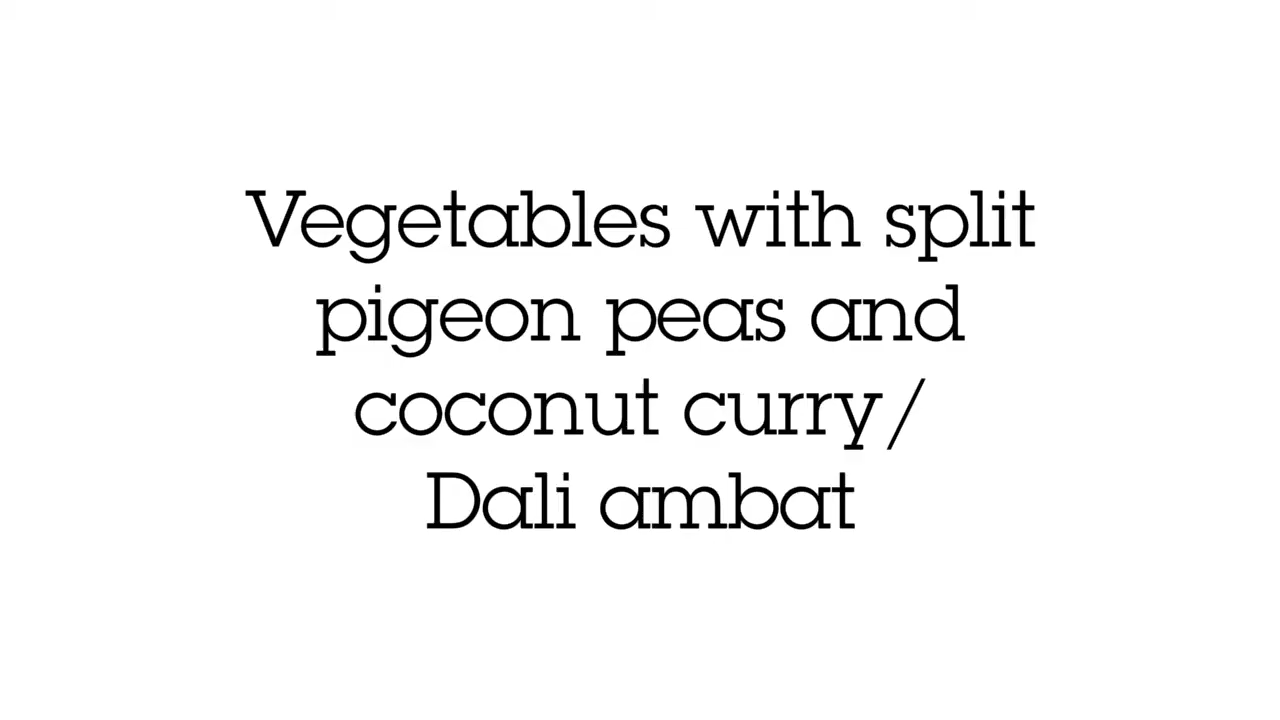 Vegetables with split
pigeon peas and
coconut curry/
Dali ambat